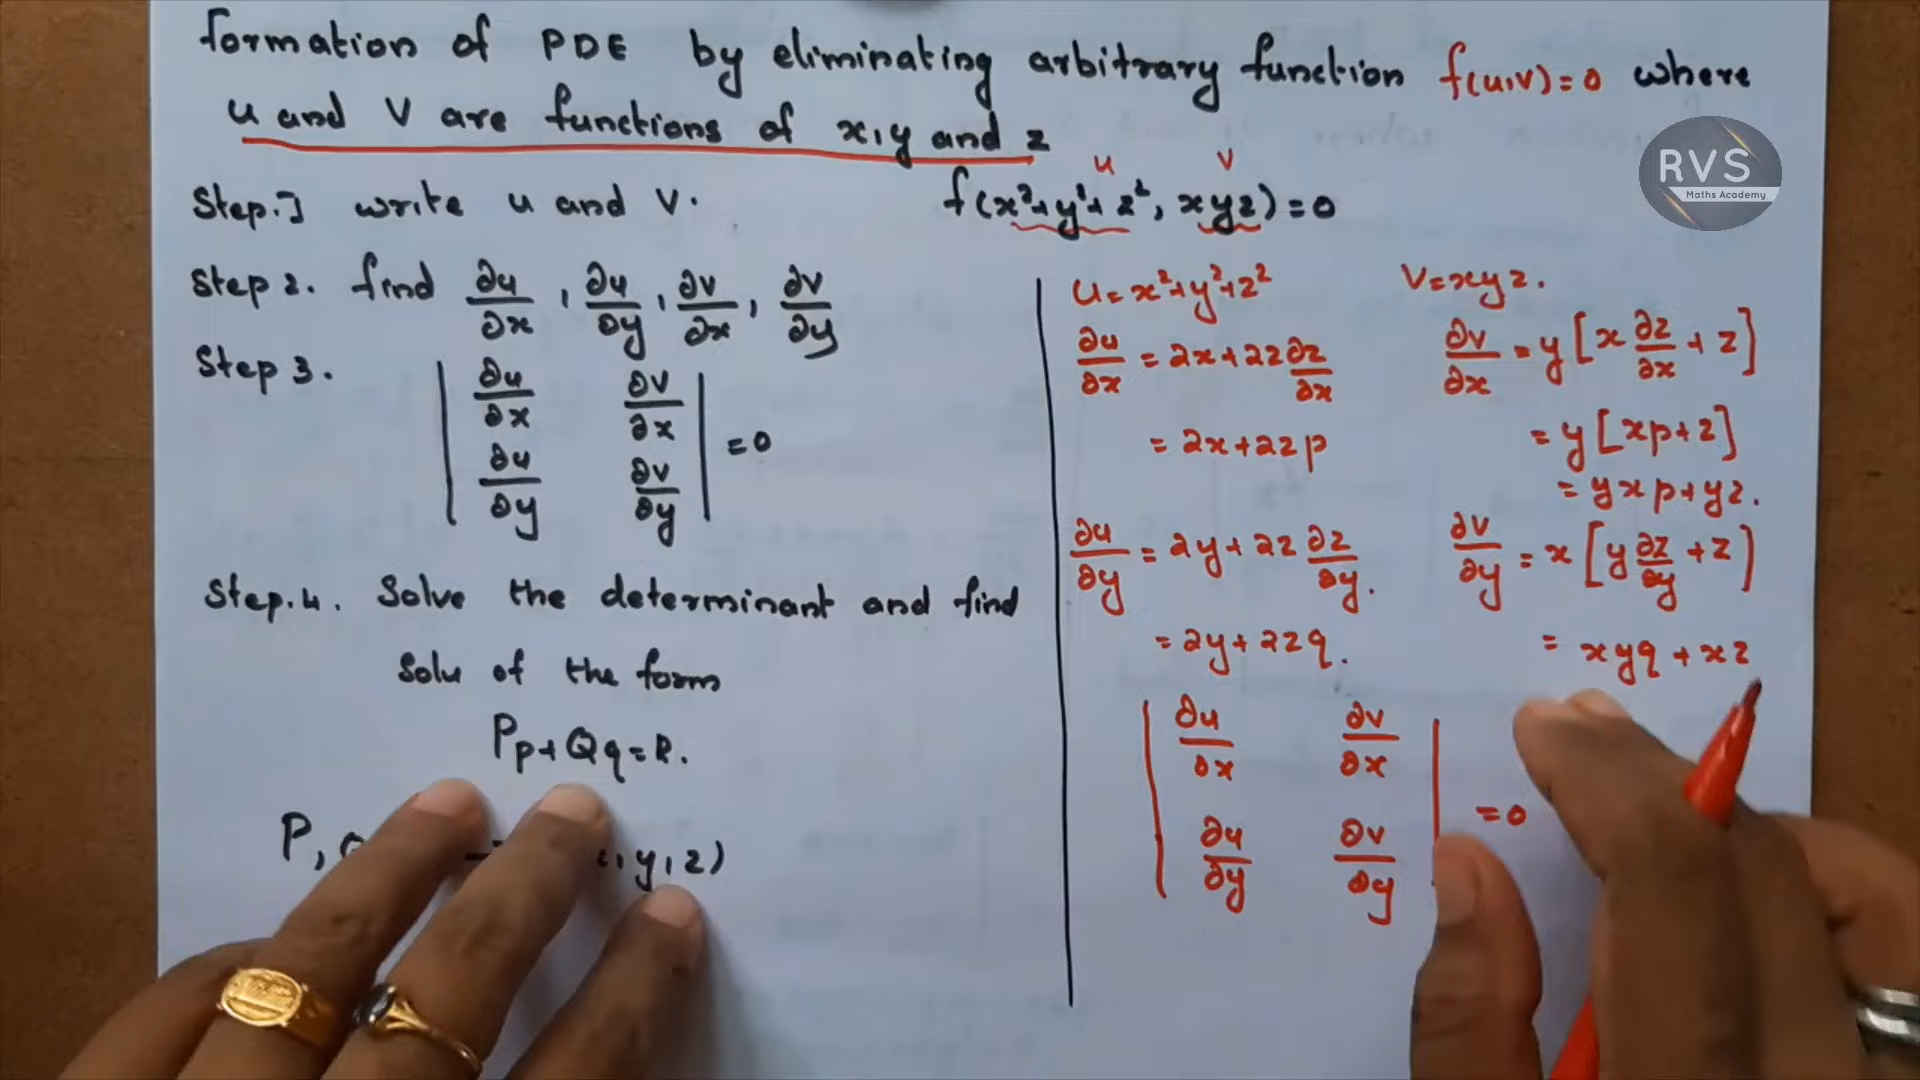 formation of PDE by eliminating arbitrary function f(u,v)=0 where
u and v are functions of x,y and z
RVS
Maths Academy
Step.1 write u and v.
u v
f(x²+y²+z², xyz)=0
Step 2. find ∂u/∂x, ∂u/∂y, ∂v/∂x, ∂v/∂y
Step 3.
| ∂u/∂x ∂v/∂x |
| ∂u/∂y ∂v/∂y | =0
Step.4. Solve the determinant and find
Solu of the form
Pp+Qq=R.
P, y, z)
u=x²+y²+z²
∂u/∂x = 2x+2z ∂z/∂x
= 2x+2zp
∂u/∂y = 2y+2z ∂z/∂y.
= 2y+2zq.
v=xyz.
∂v/∂x = y[x ∂z/∂x + z]
= y[xp+z]
= yxp+yz.
∂v/∂y = x[y ∂z/∂y + z]
= xyq+xz
| ∂u/∂x ∂v/∂x |
| ∂u/∂y ∂v/∂y | =0